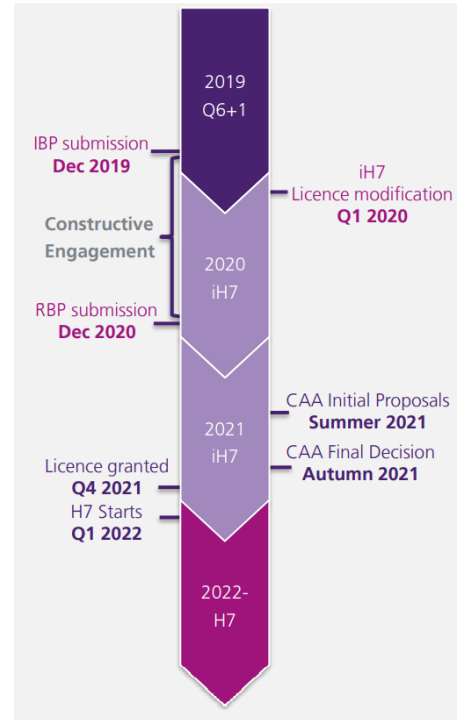 2019
Q6+1
IBP submission
Dec 2019
iH7
Licence modification
Q1 2020
Constructive
Engagement
2020
iH7
RBP submission
Dec 2020
CAA Initial Proposals
Summer 2021
2021
iH7
CAA Final Decision
Autumn 2021
Licence granted
Q4 2021
H7 Starts
Q1 2022
2022-
H7